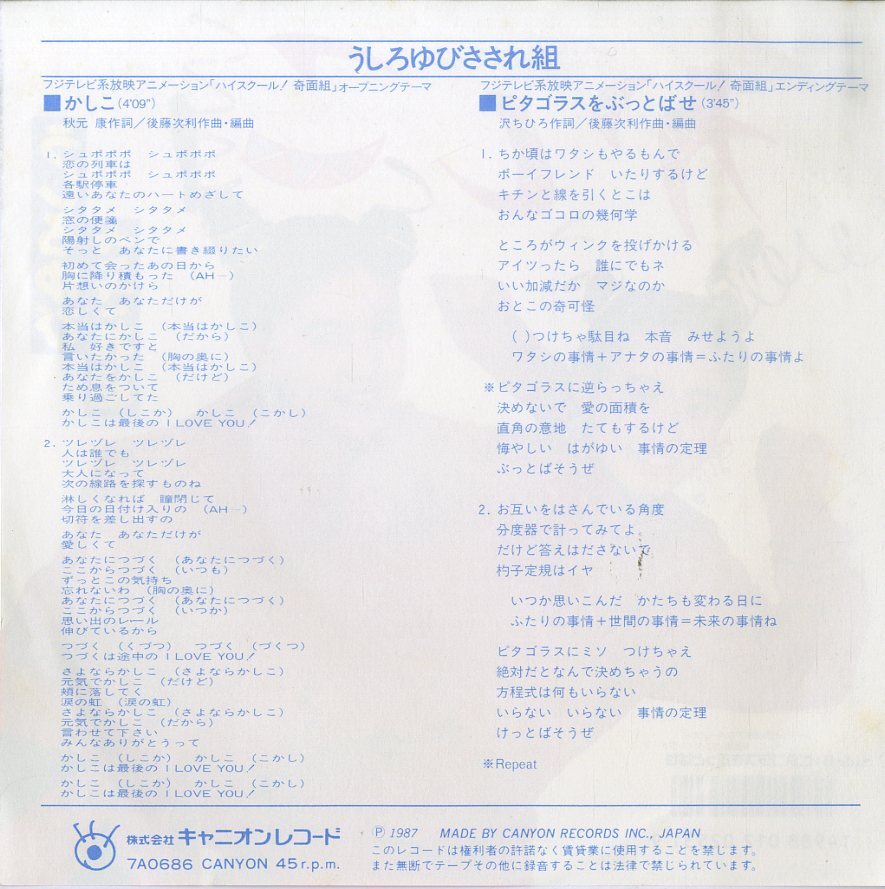 うしろゆびさされ組
フジテレビ系放映アニメーション「ハイスクール!奇面組」オープニングテーマ
■かしこ(4'09")
秋元 康作詞/後藤次利作曲・編曲
1. シュポポポ シュポポポ
恋の列車は
シュポポポ シュポポポ
各駅停車
遠いあなたのハートめざして
シタタメ シタタメ
窓の便箋
シタタメ シタタメ
陽射しのペンで
そっと あなたに書き綴りたい
初めて会ったあの日から
胸に降り積もった (AH—)
片想いのかけら
あなた あなただけが
恋しくて
本当はかしこ (本当はかしこ)
あなたにかしこ (だから)
私 好きですと
言いたかった (胸の奥に)
本当はかしこ (本当はかしこ)
あなたをかしこ (だけど)
ため息をついて
乗り過ごしてた
かしこ (しこか) かしこ (こかし)
かしこは最後の I LOVE YOU!
2. ツレヅレ ツレヅレ
人は誰でも
ツレヅレ ツレヅレ
大人になって
次の線路を探すものね
淋しくなれば 瞳閉じて
今日の日付け入りの (AH—)
切符を差し出すの
あなた あなただけが
愛しくて
あなたにつづく (あなたにつづく)
ここからつづく (いつも)
ずっとこの気持ち
忘れないわ (胸の奥に)
あなたにつづく (あなたにつづく)
ここからつづく (いつか)
思い出のレール
伸びているから
つづく (くづつ) つづく (づくつ)
つづくは途中の I LOVE YOU!
さよならかしこ (さよならかしこ)
元気でかしこ (だけど)
頬に落してく
涙の虹 (涙の虹)
さよならかしこ (さよならかしこ)
元気でかしこ (だから)
言わせて下さい
みんなありがとうって
かしこ (しこか) かしこ (こかし)
かしこは最後の I LOVE YOU!
かしこ (しこか) かしこ (こかし)
かしこは最後の I LOVE YOU!
フジテレビ系放映アニメーション「ハイスクール!奇面組」エンディングテーマ
■ピタゴラスをぶっとばせ(3'45")
沢ちひろ作詞/後藤次利作曲・編曲
1. ちか頃はワタシもやるもんで
ボーイフレンド いたりするけど
キチンと線を引くとこは
おんなゴコロの幾何学
ところがウィンクを投げかける
アイツったら 誰にでもネ
いい加減だか マジなのか
おとこの奇可怪
( )つけちゃ駄目ね 本音 みせようよ
ワタシの事情+アナタの事情=ふたりの事情よ
※ピタゴラスに逆らっちゃえ
決めないで 愛の面積を
直角の意地 たてもするけど
悔やしい はがゆい 事情の定理
ぶっとばそうぜ
2. お互いをはさんでいる角度
分度器で計ってみてよ
だけど答えはださないで
杓子定規はイヤ
いつか思いこんだ かたちも変わる日に
ふたりの事情+世間の事情=未来の事情ね
ピタゴラスにミソ つけちゃえ
絶対だとなんで決めちゃうの
方程式は何もいらない
いらない いらない 事情の定理
けっとばそうぜ
※Repeat
株式会社キャニオンレコード
7A0686 CANYON 45r.p.m.
Ⓟ 1987 MADE BY CANYON RECORDS INC., JAPAN
このレコードは権利者の許諾なく賃貸業に使用することを禁じます。
また無断でテープその他に録音することは法律で禁じられています。